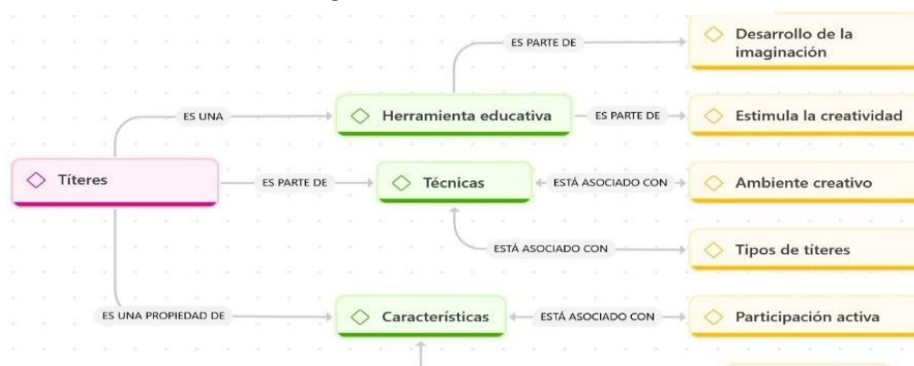 ES PARTE DE
Desarrollo de la
imaginación
ES UNA
Herramienta educativa
ES PARTE DE
Estimula la creatividad
Títeres
ES PARTE DE
Técnicas
ESTÁ ASOCIADO CON
Ambiente creativo
ESTÁ ASOCIADO CON
Tipos de títeres
ES UNA PROPIEDAD DE
Características
ESTÁ ASOCIADO CON
Participación activa